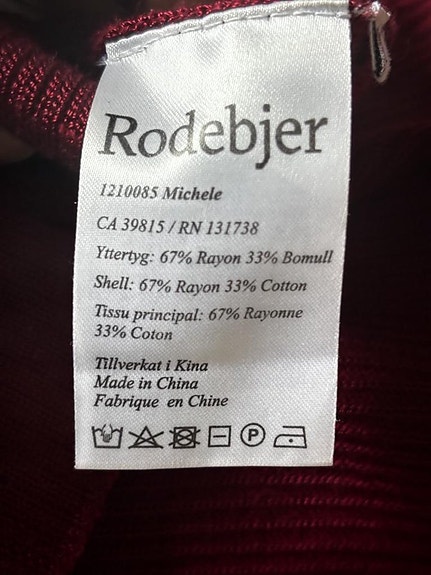 Rodebjer
1210085 Michele
CA 39815 / RN 131738
Yttertyg: 67% Rayon 33% Bomull
Shell: 67% Rayon 33% Cotton
Tissu principal: 67% Rayonne
33% Coton
Tillverkat i Kina
Made in China
Fabrique en Chine
P